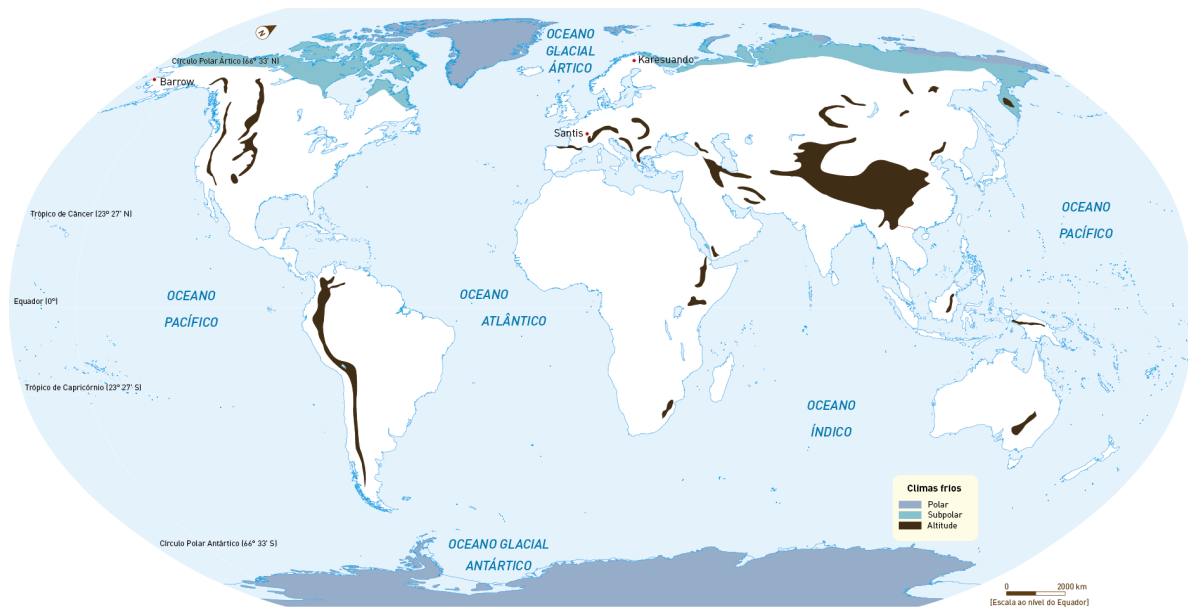 N
OCEANO
GLACIAL
ÁRTICO
Círculo Polar Ártico (66° 33' N)
Karesuando
Barrow
Santis
Trópico de Câncer (23° 27' N)
OCEANO
PACÍFICO
Equador (0°)
OCEANO
PACÍFICO
OCEANO
ATLÂNTICO
Trópico de Capricórnio (23° 27' S)
OCEANO
ÍNDICO
Climas frios
Polar
Subpolar
Altitude
Círculo Polar Antártico (66° 33' S)
OCEANO GLACIAL
ANTÁRTICO
0 2000 km
[Escala ao nível do Equador]